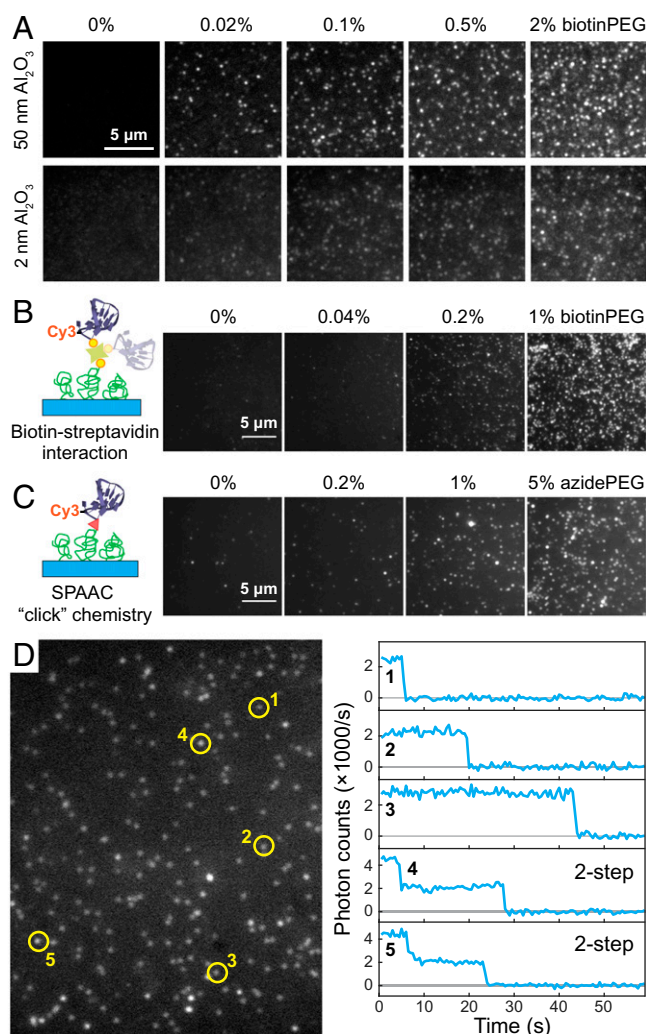 A
0% 0.02% 0.1% 0.5% 2% biotinPEG
50 nm Al₂O₃
5 µm
2 nm Al₂O₃
B
Cy3
Biotin-streptavidin
interaction
0% 0.04% 0.2% 1% biotinPEG
5 µm
C
Cy3
SPAAC
“click” chemistry
0% 0.2% 1% 5% azidePEG
5 µm
D
1
4
2
5
3
Photon counts (×1000/s)
2
0
1
2
0
2
2
0
3
4
2
0
4
2-step
4
2
0
5
2-step
0 10 20 30 40 50
Time (s)